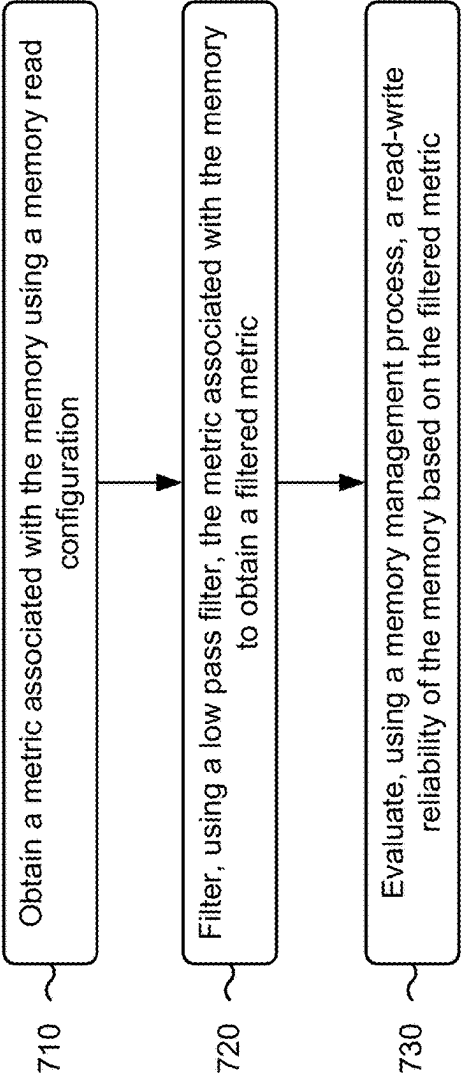 710
Obtain a metric associated with the memory using a memory read
configuration
720
Filter, using a low pass filter, the metric associated with the memory
to obtain a filtered metric
730
Evaluate, using a memory management process, a read-write
reliability of the memory based on the filtered metric